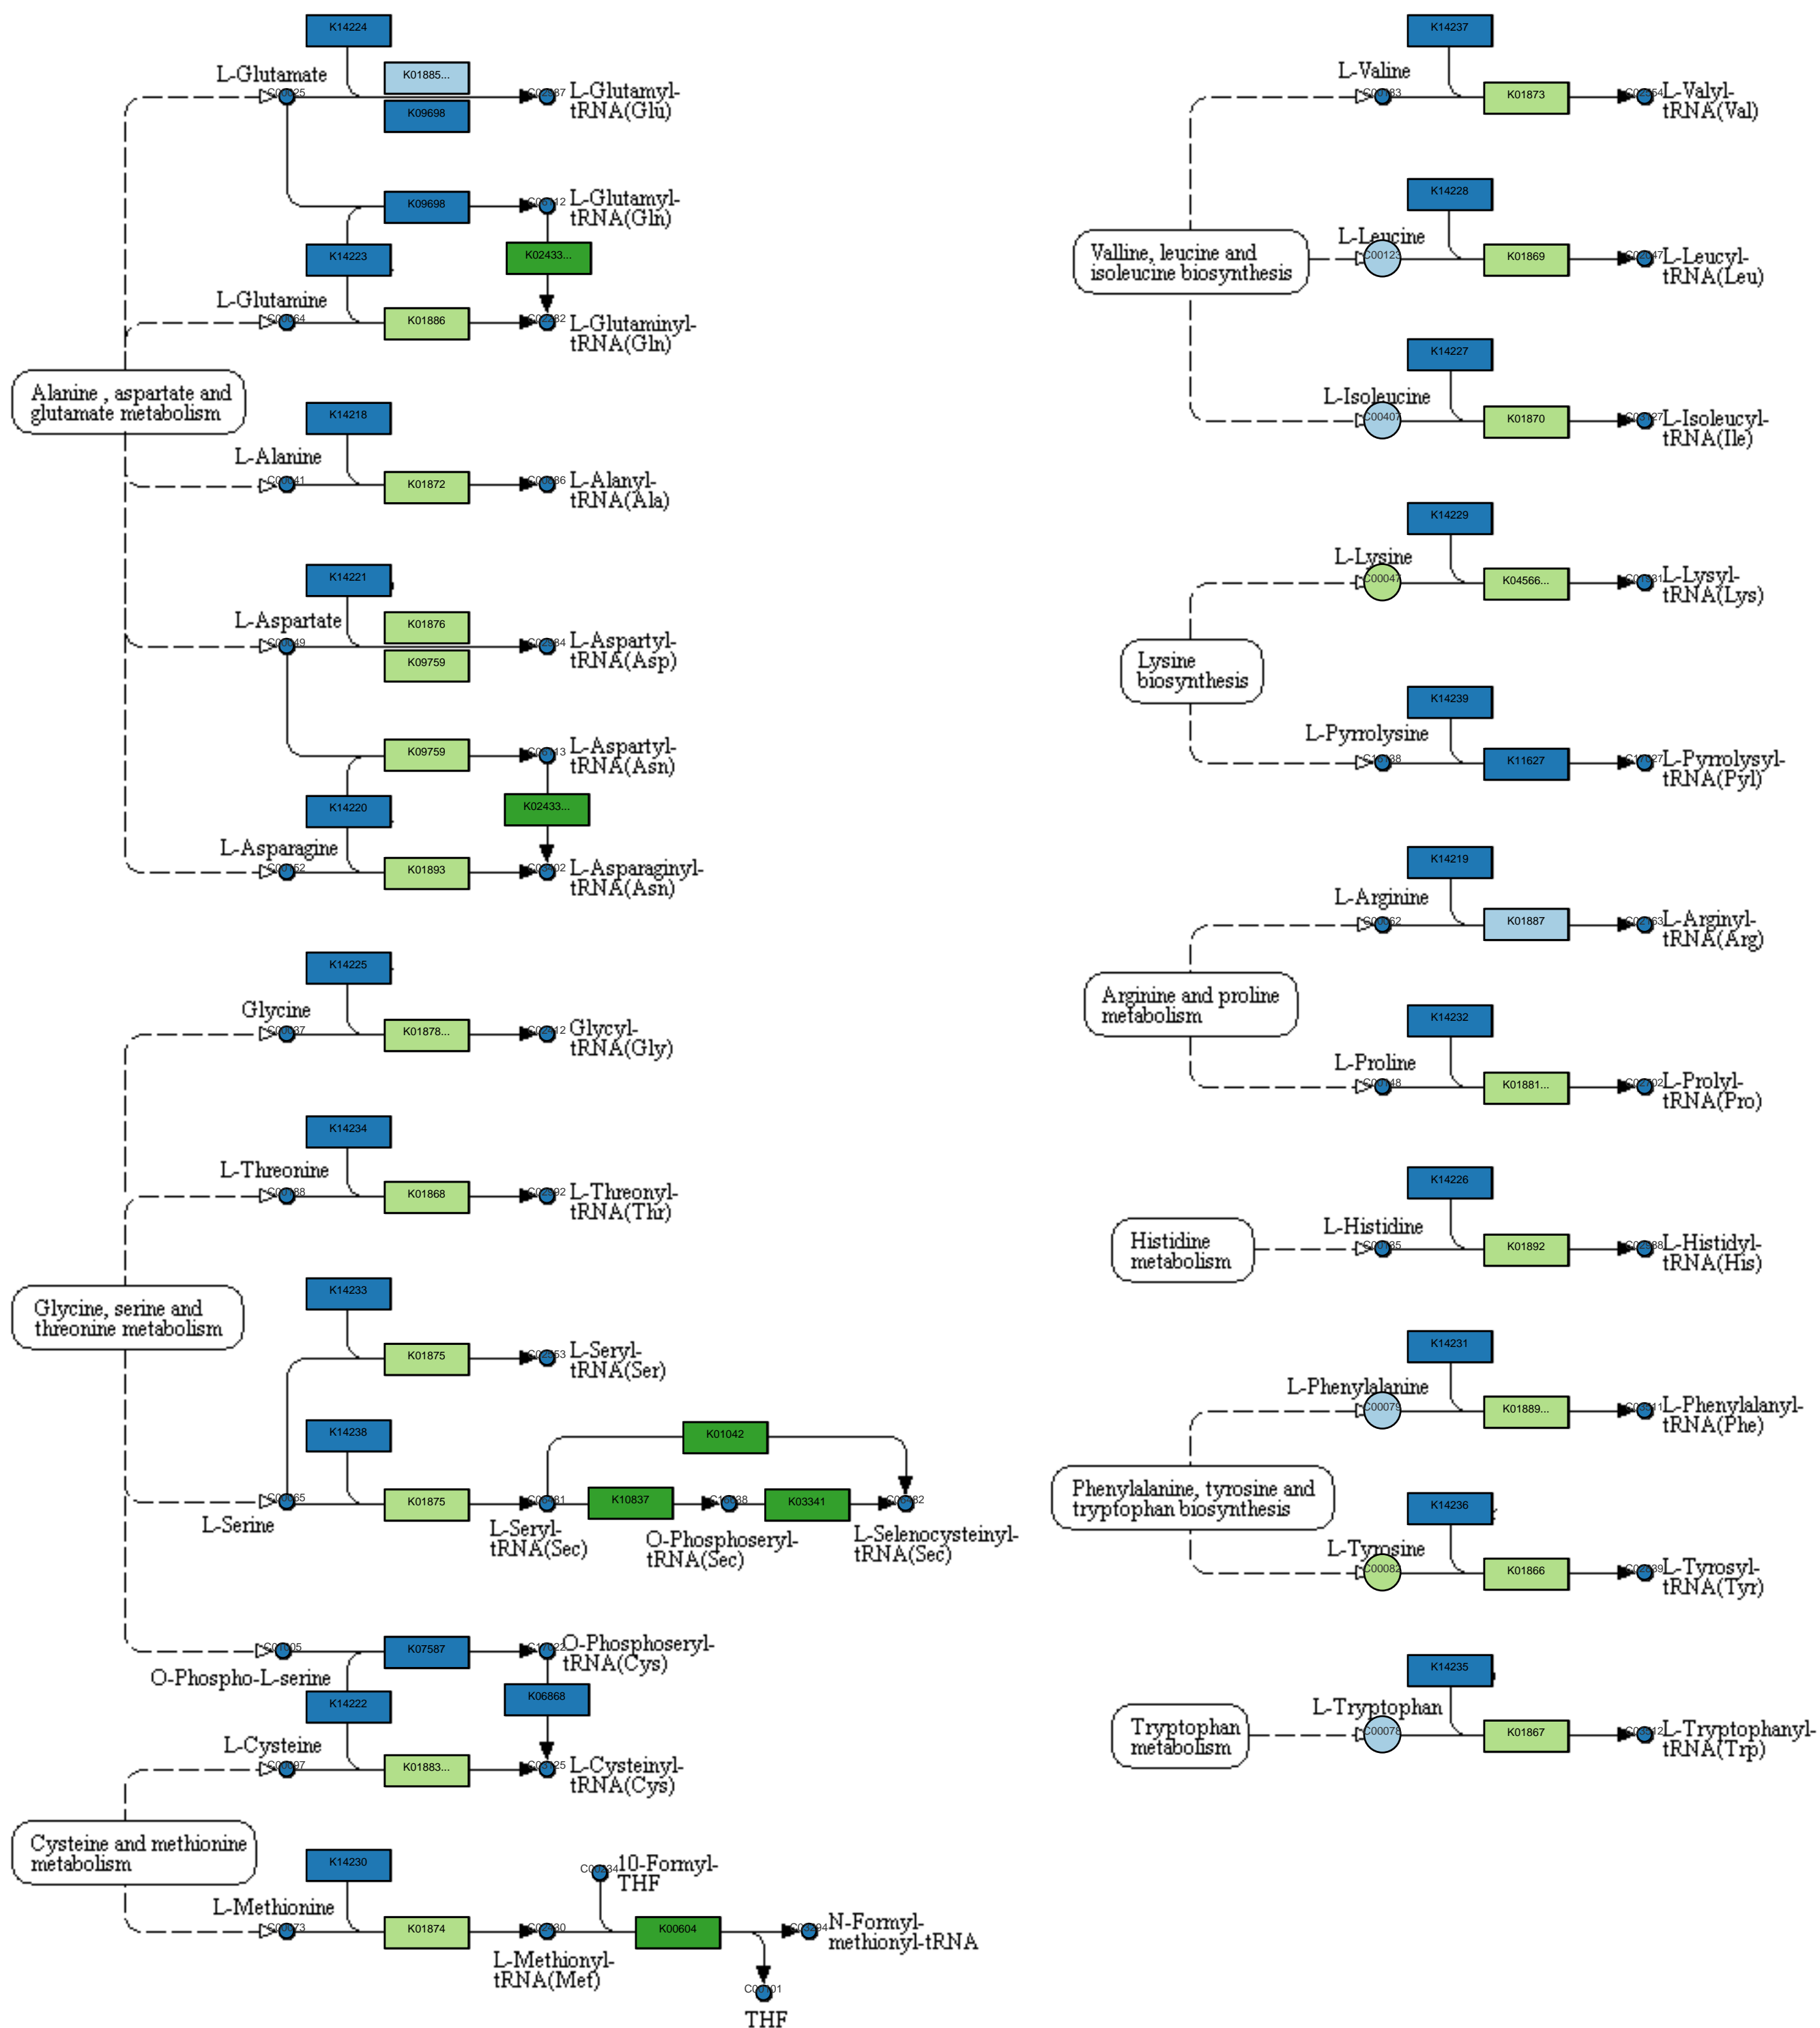 K14224
L-Glutamate
K01885...
L-Glutamyl-
tRNA(Glu)
K09698
K09698
L-Glutamyl-
tRNA(Gln)
K14223
K02433...
L-Glutamine
K01886
L-Glutaminyl-
tRNA(Gln)
Alanine , aspartate and
glutamate metabolism
K14218
L-Alanine
K01872
L-Alanyl-
tRNA(Ala)
K14221
L-Aspartate
K01876
L-Aspartyl-
tRNA(Asp)
K09759
K09759
L-Aspartyl-
tRNA(Asn)
K14220
K02433...
L-Asparagine
K01893
L-Asparaginyl-
tRNA(Asn)
K14225
Glycine
K01878...
Glycyl-
tRNA(Gly)
K14234
L-Threonine
K01868
L-Threonyl-
tRNA(Thr)
Glycine, serine and
threonine metabolism
K14233
K01875
L-Seryl-
tRNA(Ser)
K14238
K01042
L-Serine
K01875
K10837
K03341
L-Seryl-
tRNA(Sec)
O-Phosphoseryl-
tRNA(Sec)
L-Selenocysteinyl-
tRNA(Sec)
O-Phospho-L-serine
K07587
O-Phosphoseryl-
tRNA(Cys)
K14222
K06868
L-Cysteine
K01883...
L-Cysteinyl-
tRNA(Cys)
Cysteine and methionine
metabolism
K14230
L-Methionine
K01874
L-Methionyl-
tRNA(Met)
10-Formyl-
THF
K00604
N-Formyl-
methionyl-tRNA
THF
K14237
L-Valine
K01873
L-Valyl-
tRNA(Val)
Valline, leucine and
isoleucine biosynthesis
K14228
L-Leucine
C00123
K01869
L-Leucyl-
tRNA(Leu)
K14227
L-Isoleucine
C00407
K01870
L-Isoleucyl-
tRNA(Ile)
K14229
L-Lysine
C00047
K04566...
L-Lysyl-
tRNA(Lys)
Lysine
biosynthesis
K14239
L-Pyrrolysine
K11627
L-Pyrrolysyl-
tRNA(Pyl)
K14219
L-Arginine
K01887
L-Arginyl-
tRNA(Arg)
Arginine and proline
metabolism
K14232
L-Proline
K01881...
L-Prolyl-
tRNA(Pro)
K14226
Histidine
metabolism
L-Histidine
K01892
L-Histidyl-
tRNA(His)
K14231
L-Phenylalanine
C00079
K01889...
L-Phenylalanyl-
tRNA(Phe)
Phenylalanine, tyrosine and
tryptophan biosynthesis
K14236
L-Tyrosine
C00082
K01866
L-Tyrosyl-
tRNA(Tyr)
K14235
Tryptophan
metabolism
L-Tryptophan
C00078
K01867
L-Tryptophanyl-
tRNA(Trp)